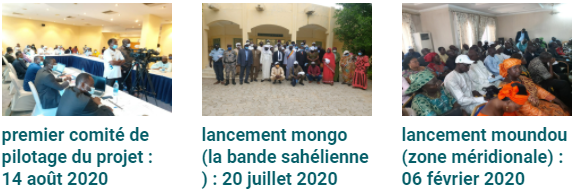 premier comité de
pilotage du projet :
14 août 2020
lancement mongo
(la bande sahélienne
) : 20 juillet 2020
lancement moundou
(zone méridionale) :
06 février 2020